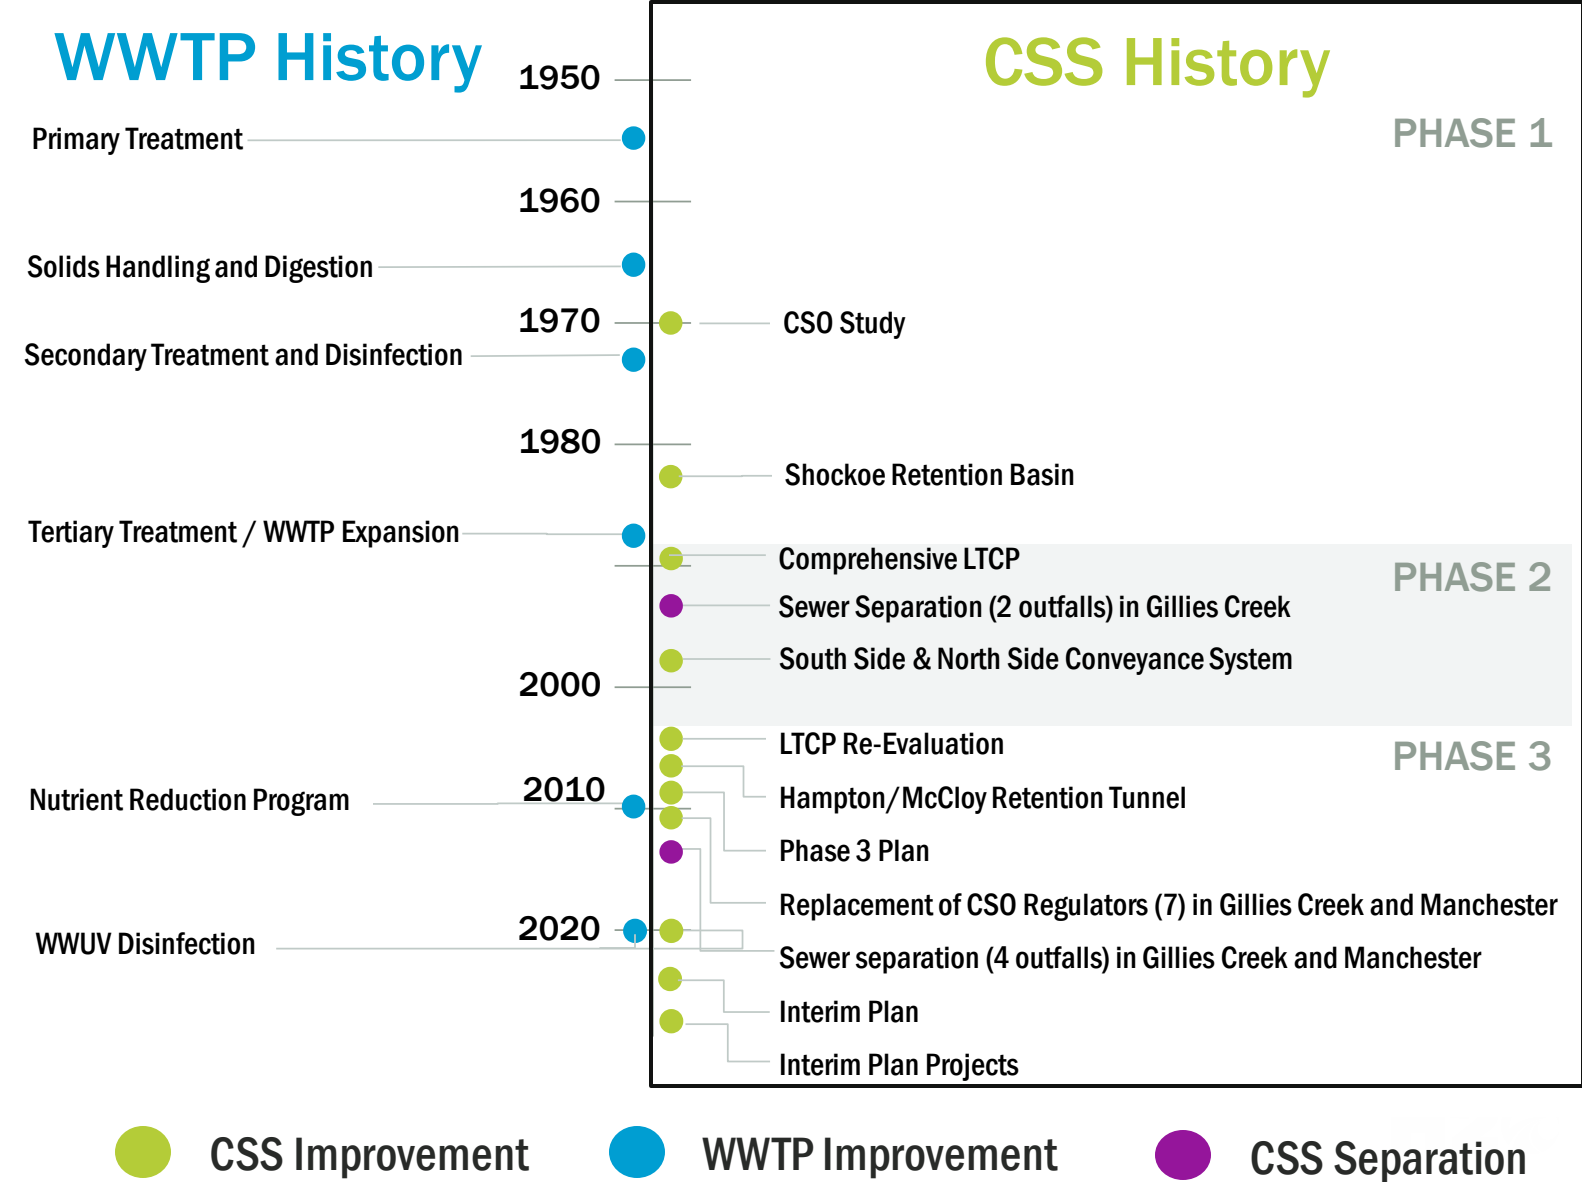 WWTP History
CSS History
1950
PHASE 1
Primary Treatment
1960
Solids Handling and Digestion
1970
CSO Study
Secondary Treatment and Disinfection
1980
Shockoe Retention Basin
Tertiary Treatment / WWTP Expansion
Comprehensive LTCP
PHASE 2
Sewer Separation (2 outfalls) in Gillies Creek
South Side & North Side Conveyance System
2000
LTCP Re-Evaluation
PHASE 3
2010
Nutrient Reduction Program
Hampton/McCloy Retention Tunnel
Phase 3 Plan
Replacement of CSO Regulators (7) in Gillies Creek and Manchester
2020
WWUV Disinfection
Sewer separation (4 outfalls) in Gillies Creek and Manchester
Interim Plan
Interim Plan Projects
CSS Improvement
WWTP Improvement
CSS Separation